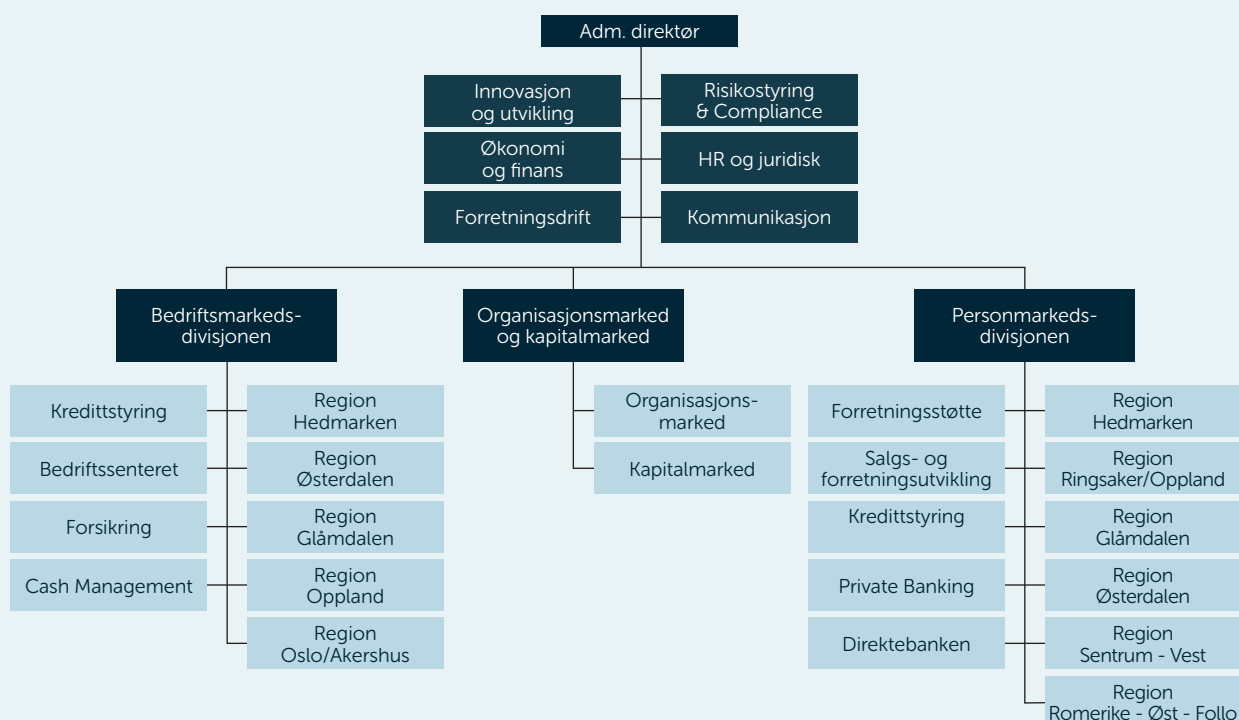 Adm. direktør
Innovasjon
og utvikling
Risikostyring
& Compliance
Økonomi
og finans
HR og juridisk
Forretningsdrift
Kommunikasjon
Bedriftsmarkeds-
divisjonen
Organisasjonsmarked
og kapitalmarked
Personmarkeds-
divisjonen
Kredittstyring
Region
Hedmarken
Bedriftssenteret
Region
Østerdalen
Forsikring
Region
Glåmdalen
Cash Management
Region
Oppland
Region
Oslo/Akershus
Organisasjons-
marked
Kapitalmarked
Forretningsstøtte
Region
Hedmarken
Salgs- og
forretningsutvikling
Region
Ringsaker/Oppland
Kredittstyring
Region
Glåmdalen
Private Banking
Region
Østerdalen
Direktebanken
Region
Sentrum - Vest
Region
Romerike - Øst - Follo